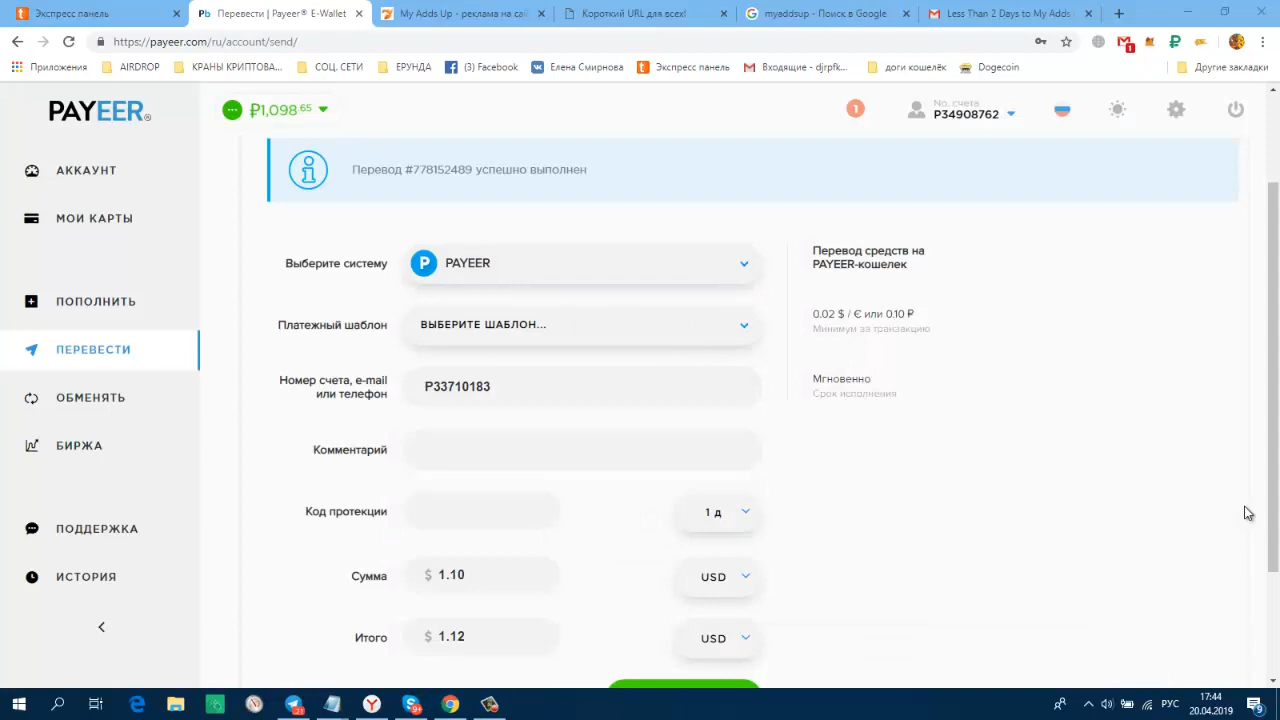 Экспресс панель
Перевести | Payeer® E-Wallet
My Adds Up - реклама на сай
Короткий URL для всех!
myaddsup - Поиск в Google
Less Than 2 Days to My Adds
https://payeer.com/ru/account/send/
1
Приложения
AIRDROP
КРАНЫ КРИПТОВА...
СОЦ. СЕТИ
ЕРУНДА
(3) Facebook
Елена Смирнова
Экспресс панель
Входящие - djrpfk...
доги кошелёк
Dogecoin
Другие закладки
PAYEER®
₽1,098.65
1
No. счета
P34908762
АККАУНТ
МОИ КАРТЫ
ПОПОЛНИТЬ
ПЕРЕВЕСТИ
ОБМЕНЯТЬ
БИРЖА
ПОДДЕРЖКА
ИСТОРИЯ
Перевод #778152489 успешно выполнен
Выберите систему
PAYEER
Платежный шаблон
ВЫБЕРИТЕ ШАБЛОН...
Номер счета, e-mail
или телефон
P33710183
Комментарий
Код протекции
1 д
Сумма
$ 1.10
USD
Итого
$ 1.12
USD
Перевод средств на
PAYEER-кошелек
0.02 $ / € или 0.10 ₽
Минимум за транзакцию
Мгновенно
Срок исполнения
21
9+
РУС
17:44
20.04.2019
9